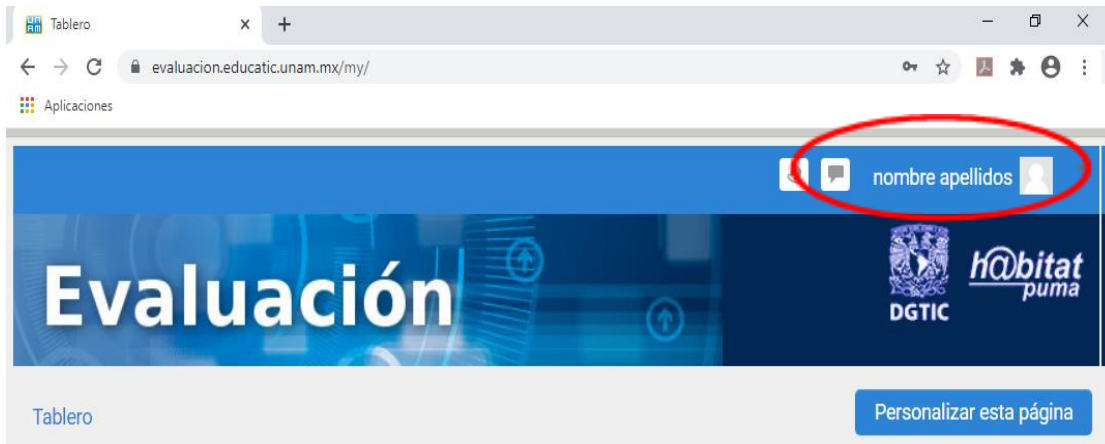 Tablero
evaluacion.educatic.unam.mx/my/
Aplicaciones
nombre apellidos
Evaluación
DGTIC
h@bitat
puma
Tablero
Personalizar esta página